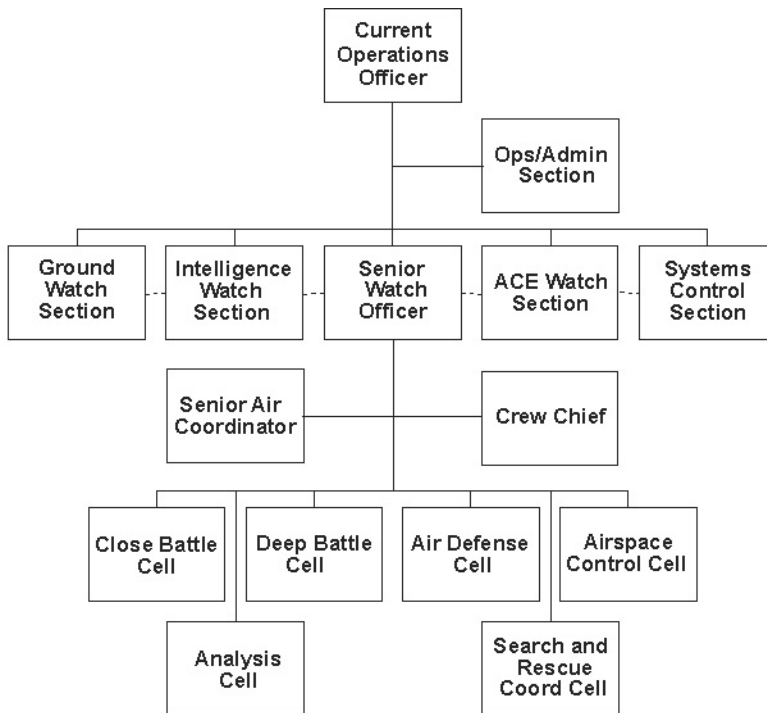 Current
Operations
Officer
Ops/Admin
Section
Ground
Watch
Section
Intelligence
Watch
Section
Senior
Watch
Officer
ACE Watch
Section
Systems
Control
Section
Senior Air
Coordinator
Crew Chief
Close Battle
Cell
Deep Battle
Cell
Air Defense
Cell
Airspace
Control Cell
Analysis
Cell
Search and
Rescue
Coord Cell